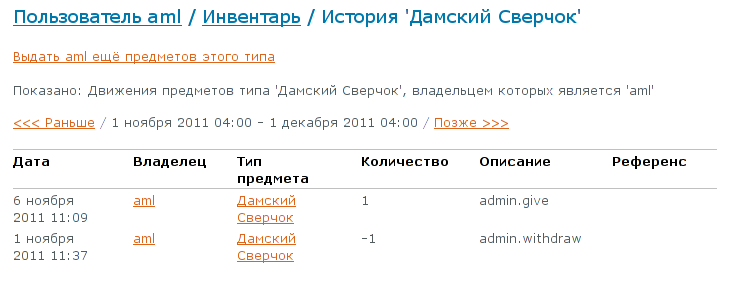 Пользователь aml / Инвентарь / История 'Дамский Сверчок'
Выдать aml ещё предметов этого типа
Показано: Движения предметов типа 'Дамский Сверчок', владельцем которых является 'aml'
<<< Раньше / 1 ноября 2011 04:00 – 1 декабря 2011 04:00 / Позже >>>
Дата Владелец Тип предмета Количество Описание Референс
6 ноября 2011 11:09 aml Дамский Сверчок 1 admin.give
1 ноября 2011 11:37 aml Дамский Сверчок -1 admin.withdraw